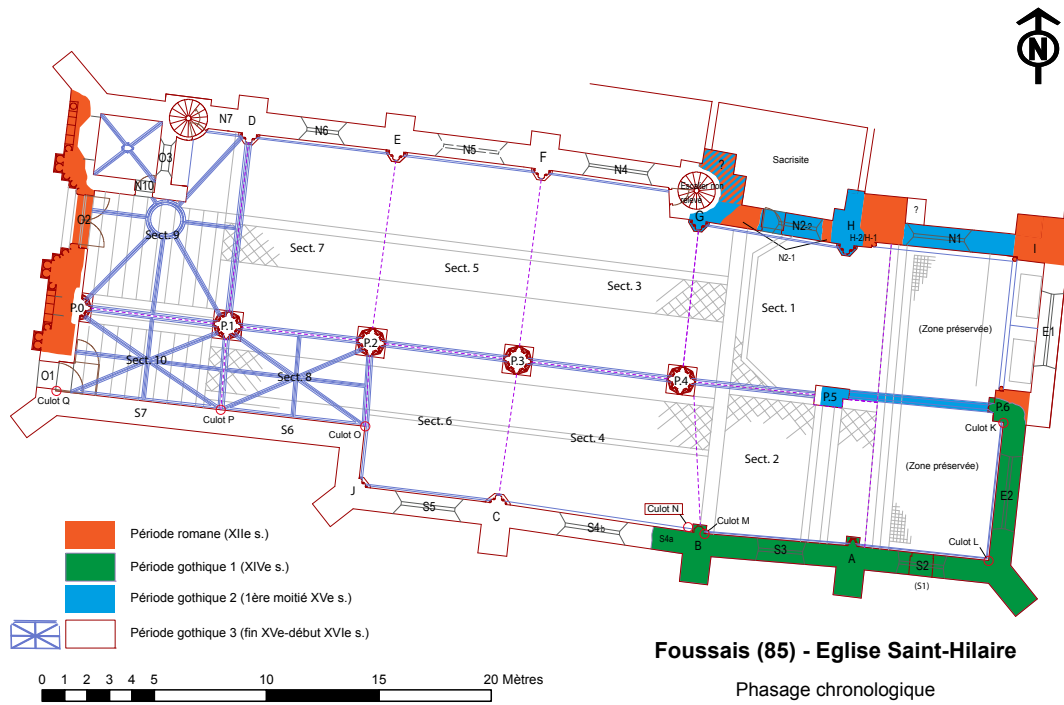 N
N7
D
N6
E
N5
F
N4
?
Sacrisite
O3
N10
Escalier non
relevé
G
N2-2
H
H-2/H-1
?
N1
I
N2-1
O2
Sect. 9
Sect. 7
Sect. 5
Sect. 3
Sect. 1
(Zone préservée)
E1
P.0
P.1
P.2
P.3
P.4
P.5
P.6
O1
Sect. 10
Sect. 8
Culot Q
S7
Culot P
S6
Culot O
Sect. 6
Sect. 4
Sect. 2
Culot K
(Zone préservée)
E2
J
S5
C
S4b
Culot N
Culot M
S4a
B
S3
A
S2
(S1)
Culot L
Période romane (XIIe s.)
Période gothique 1 (XIVe s.)
Période gothique 2 (1ère moitié XVe s.)
Période gothique 3 (fin XVe-début XVIe s.)
0 1 2 3 4 5 10 15 20 Mètres
Foussais (85) - Eglise Saint-Hilaire
Phasage chronologique